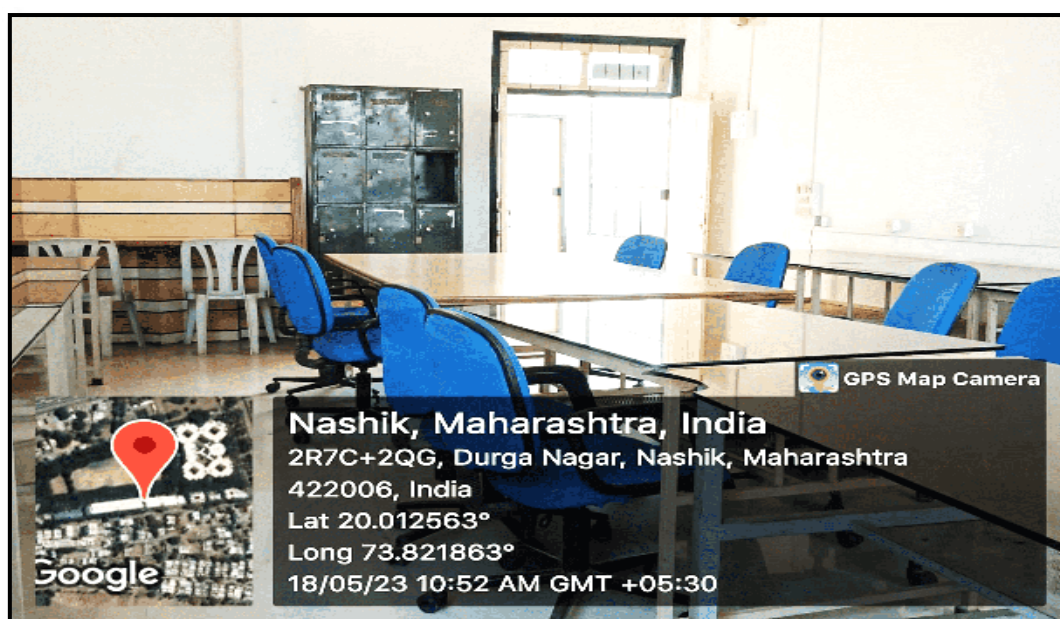 GPS Map Camera
Nashik, Maharashtra, India
2R7C+2QG, Durga Nagar, Nashik, Maharashtra
422006, India
Lat 20.012563°
Long 73.821863°
18/05/23 10:52 AM GMT +05:30
Google